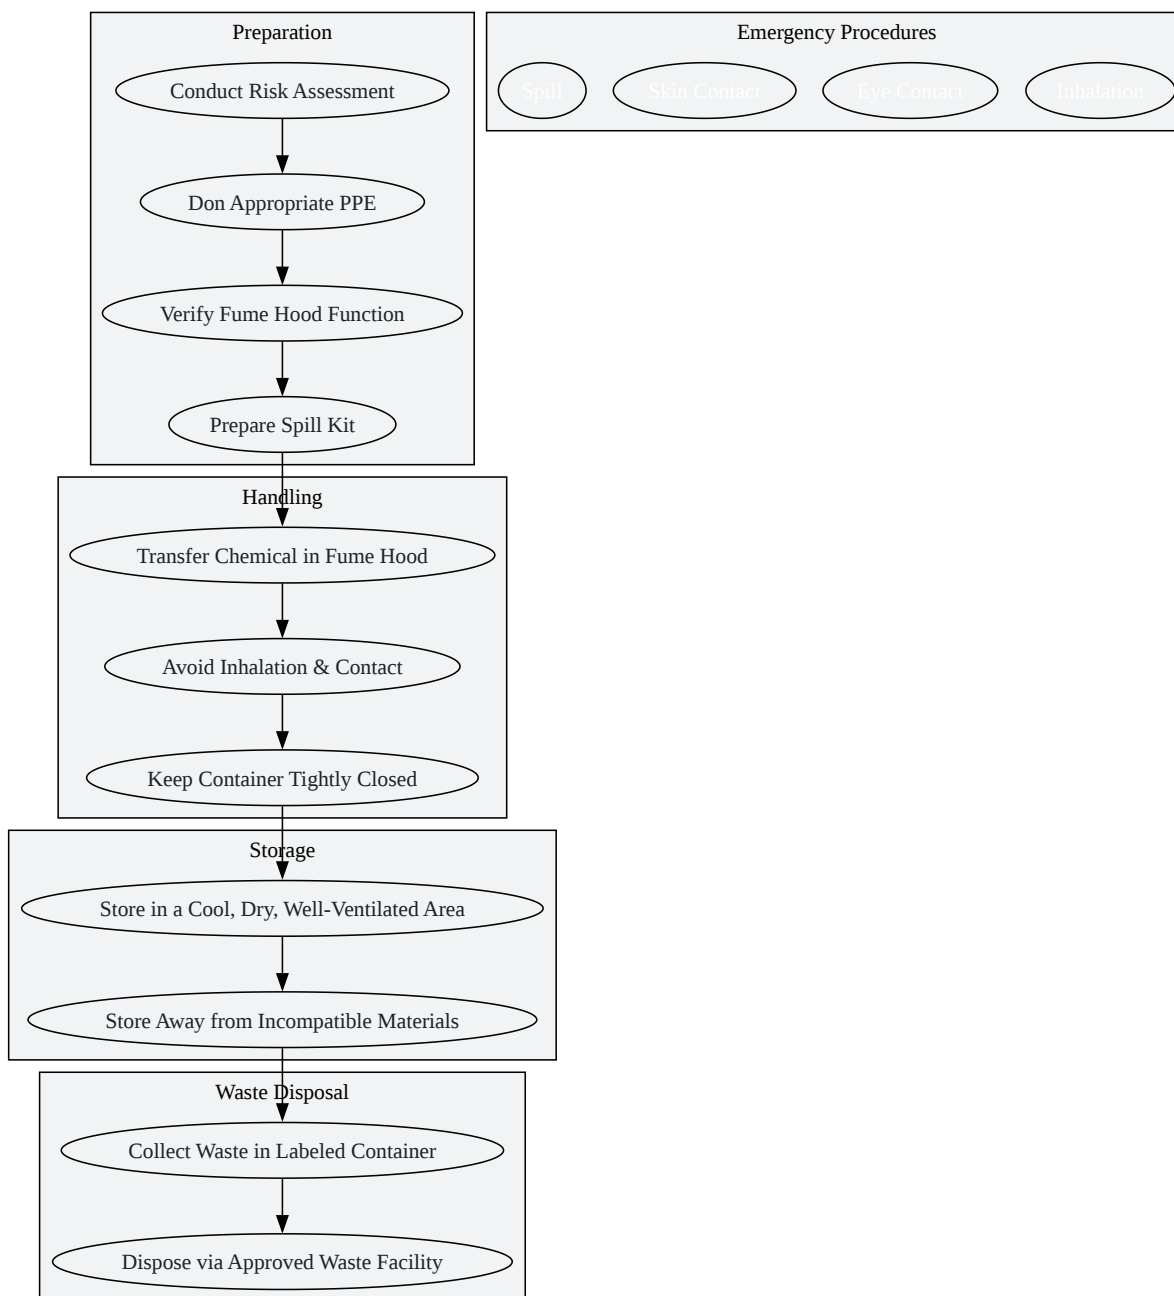 Preparation
Conduct Risk Assessment
Don Appropriate PPE
Verify Fume Hood Function
Prepare Spill Kit
Handling
Transfer Chemical in Fume Hood
Avoid Inhalation & Contact
Keep Container Tightly Closed
Storage
Store in a Cool, Dry, Well-Ventilated Area
Store Away from Incompatible Materials
Waste Disposal
Collect Waste in Labeled Container
Dispose via Approved Waste Facility
Emergency Procedures
Spill
Skin Contact
Eye Contact
Inhalation